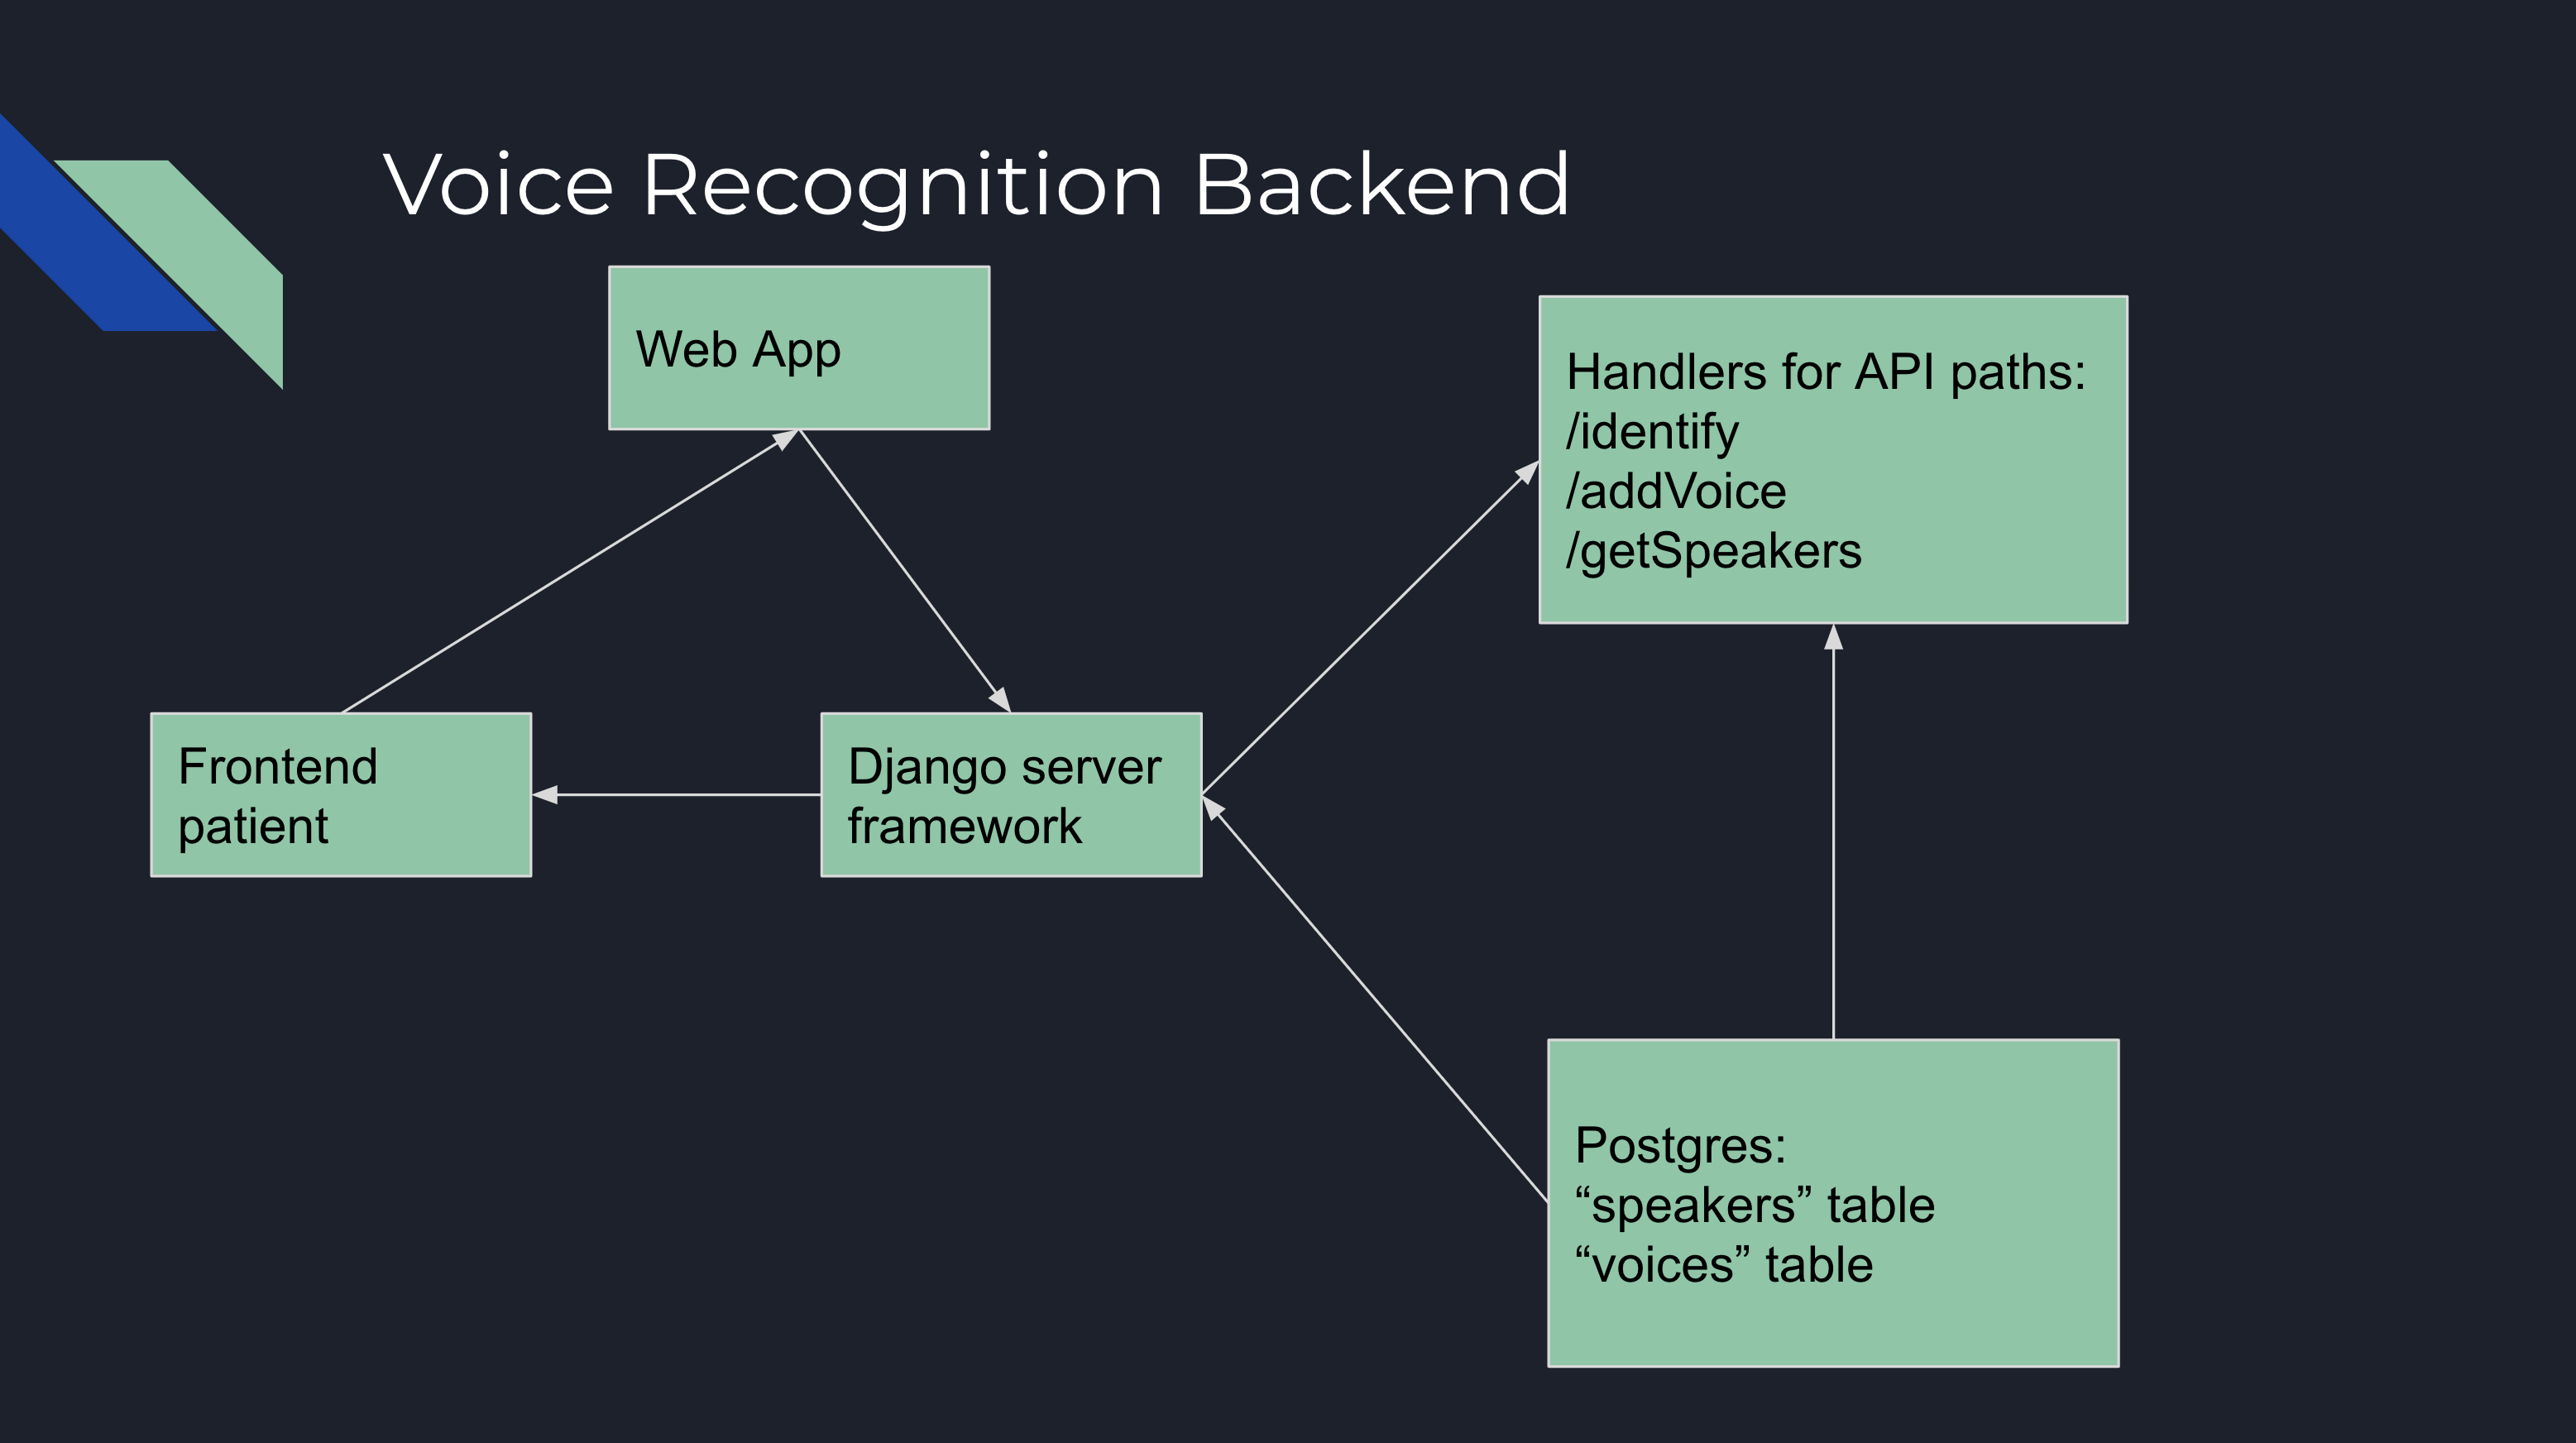 Voice Recognition Backend
Web App
Handlers for API paths:
/identify
/addVoice
/getSpeakers
Frontend
patient
Django server
framework
Postgres:
“speakers” table
“voices” table